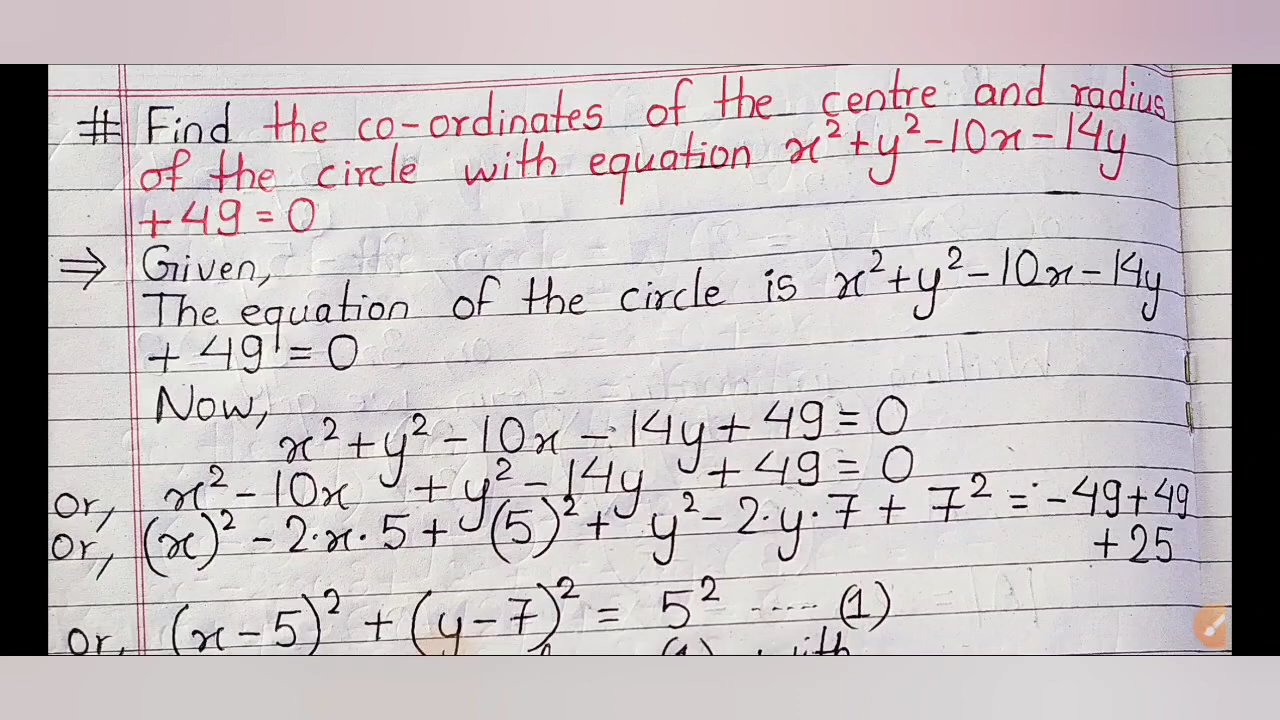 # Find the co-ordinates of the centre and radius
of the circle with equation x²+y²-10x-14y
+49=0
⇒ Given,
The equation of the circle is x²+y²-10x-14y
+ 49 = 0
Now,
x²+y²-10x-14y+49=0
or, x²-10x +y²-14y +49=0
or, (x)²-2·x·5+(5)²+ y²-2·y·7+7²=-49+49
+25
or, (x-5)²+(y-7)²= 5² ..... (1)
(1) with